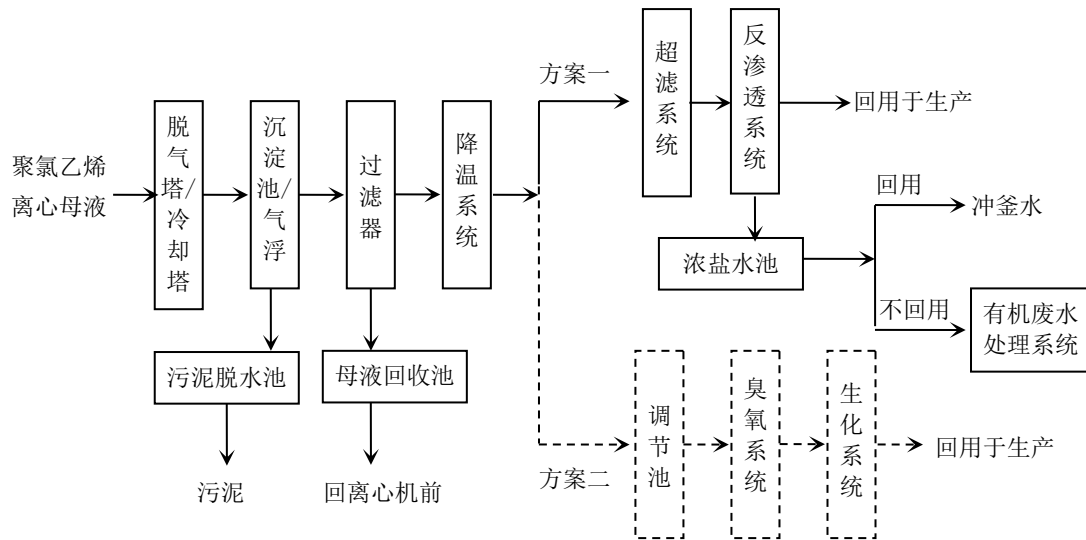 聚氯乙烯
离心母液
脱气塔/冷却塔
沉淀池/气浮
过滤器
降温系统
污泥脱水池
母液回收池
污泥
回离心机前
方案一
超滤系统
反渗透系统
回用于生产
浓盐水池
回用
冲釜水
不回用
有机废水
处理系统
方案二
调节池
臭氧系统
生化系统
回用于生产